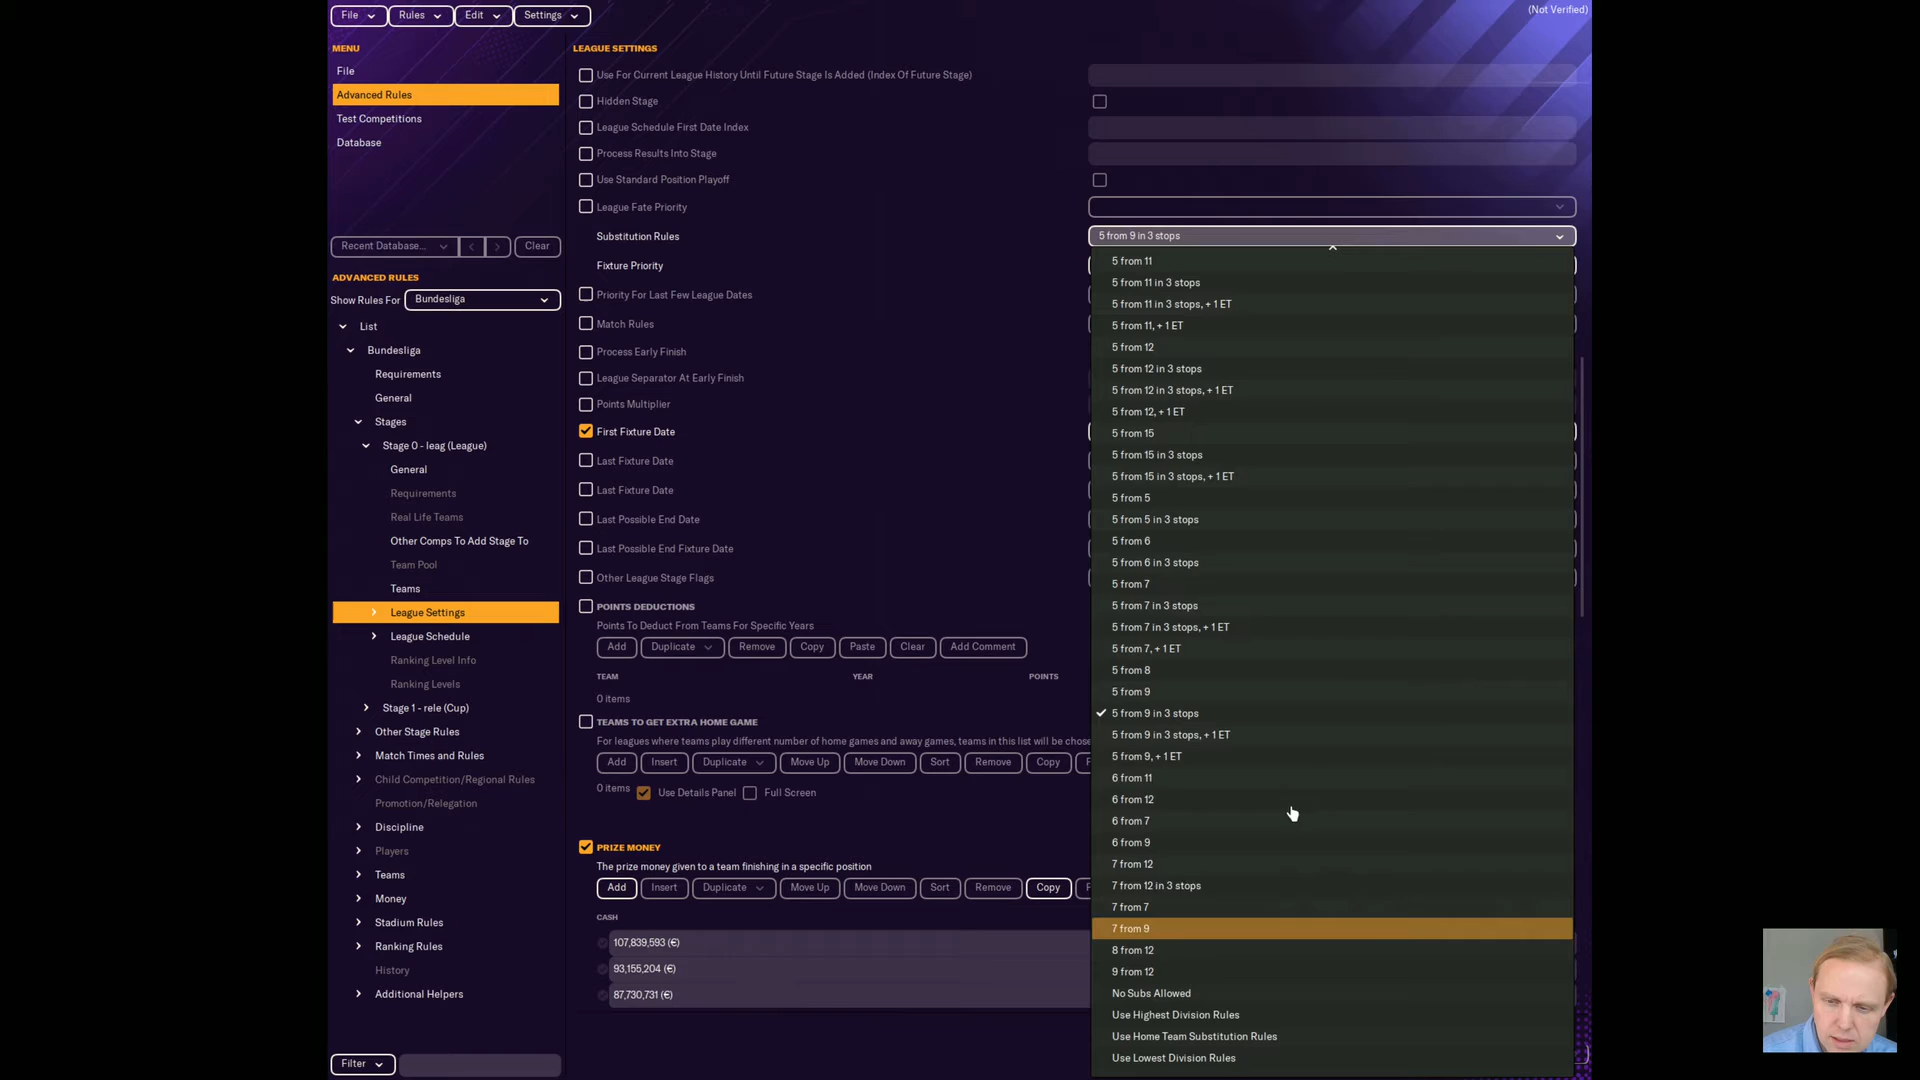 File
Rules
Edit
Settings
(Not Verified)
MENU
File
Advanced Rules
Test Competitions
Database
Recent Database...
Clear
ADVANCED RULES
Show Rules For
Bundesliga
List
Bundesliga
Requirements
General
Stages
Stage 0 - leag (League)
General
Requirements
Real Life Teams
Other Comps To Add Stage To
Team Pool
Teams
League Settings
League Schedule
Ranking Level Info
Ranking Levels
Stage 1 - rele (Cup)
Other Stage Rules
Match Times and Rules
Child Competition/Regional Rules
Promotion/Relegation
Discipline
Players
Teams
Money
Stadium Rules
Ranking Rules
History
Additional Helpers
Filter
LEAGUE SETTINGS
Use For Current League History Until Future Stage Is Added (Index Of Future Stage)
Hidden Stage
League Schedule First Date Index
Process Results Into Stage
Use Standard Position Playoff
League Fate Priority
Substitution Rules
5 from 9 in 3 stops
Fixture Priority
Priority For Last Few League Dates
Match Rules
Process Early Finish
League Separator At Early Finish
Points Multiplier
First Fixture Date
Last Fixture Date
Last Fixture Date
Last Possible End Date
Last Possible End Fixture Date
Other League Stage Flags
POINTS DEDUCTIONS
Points To Deduct From Teams For Specific Years
Add Duplicate Remove Copy Paste Clear Add Comment
TEAM YEAR POINTS
0 items
TEAMS TO GET EXTRA HOME GAME
For leagues where teams play different number of home games and away games, teams in this list will be chose
Add Insert Duplicate Move Up Move Down Sort Remove Copy
0 items Use Details Panel Full Screen
PRIZE MONEY
The prize money given to a team finishing in a specific position
Add Insert Duplicate Move Up Move Down Sort Remove Copy
CASH
107,839,593 (€)
93,155,204 (€)
87,730,731 (€)
5 from 11
5 from 11 in 3 stops
5 from 11 in 3 stops, + 1 ET
5 from 11, + 1 ET
5 from 12
5 from 12 in 3 stops
5 from 12 in 3 stops, + 1 ET
5 from 12, + 1 ET
5 from 15
5 from 15 in 3 stops
5 from 15 in 3 stops, + 1 ET
5 from 5
5 from 5 in 3 stops
5 from 6
5 from 6 in 3 stops
5 from 7
5 from 7 in 3 stops
5 from 7 in 3 stops, + 1 ET
5 from 7, + 1 ET
5 from 8
5 from 9
5 from 9 in 3 stops
5 from 9 in 3 stops, + 1 ET
5 from 9, + 1 ET
6 from 11
6 from 12
6 from 7
6 from 9
7 from 12
7 from 12 in 3 stops
7 from 7
7 from 9
8 from 12
9 from 12
No Subs Allowed
Use Highest Division Rules
Use Home Team Substitution Rules
Use Lowest Division Rules